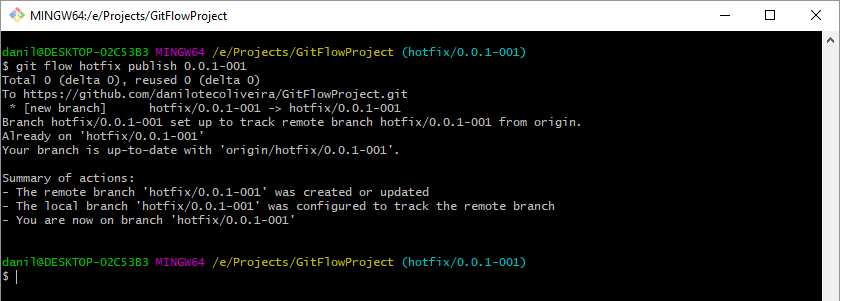 MINGW64:/e/Projects/GitFlowProject
danil@DESKTOP-02C53B3 MINGW64 /e/Projects/GitFlowProject (hotfix/0.0.1-001)
$ git flow hotfix publish 0.0.1-001
Total 0 (delta 0), reused 0 (delta 0)
To https://github.com/danilotecoliveira/GitFlowProject.git
 * [new branch]      hotfix/0.0.1-001 -> hotfix/0.0.1-001
Branch hotfix/0.0.1-001 set up to track remote branch hotfix/0.0.1-001 from origin.
Already on 'hotfix/0.0.1-001'
Your branch is up-to-date with 'origin/hotfix/0.0.1-001'.
Summary of actions:
- The remote branch 'hotfix/0.0.1-001' was created or updated
- The local branch 'hotfix/0.0.1-001' was configured to track the remote branch
- You are now on branch 'hotfix/0.0.1-001'
danil@DESKTOP-02C53B3 MINGW64 /e/Projects/GitFlowProject (hotfix/0.0.1-001)
$